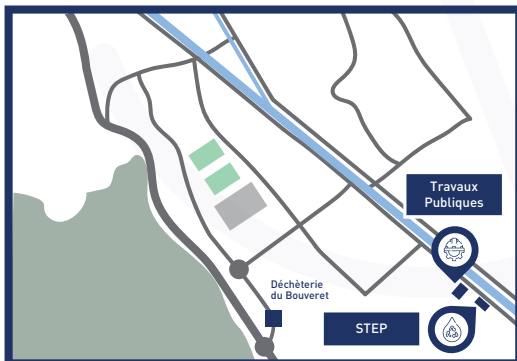 Travaux
Publiques
Déchèterie
du Bouveret
STEP